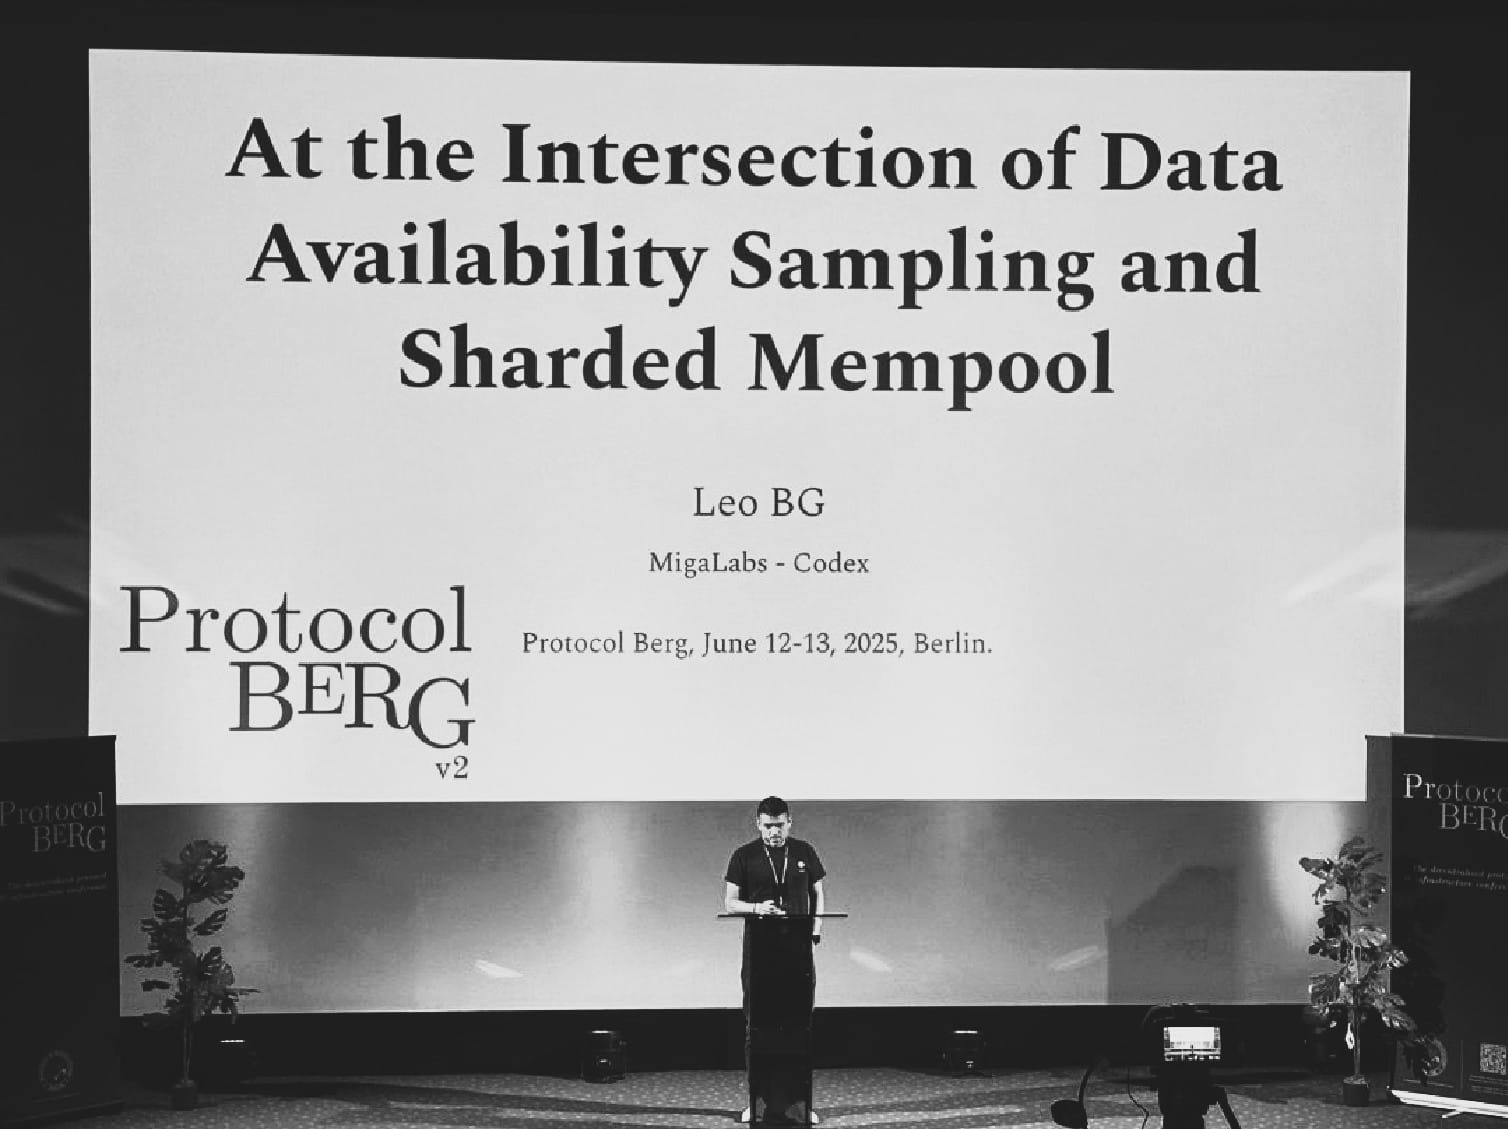 At the Intersection of Data
Availability Sampling and
Sharded Mempool
Leo BG
MigaLabs - Codex
Protocol Berg, June 12-13, 2025, Berlin.
Protocol
BERG
v2
Protocol
BERG
Protoco
BERG